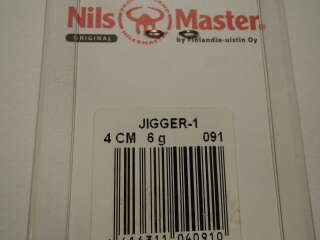 Nils Master®
ORIGINAL
by Finlandia-uistin Oy
JIGGER-1
4 CM 6 g 091